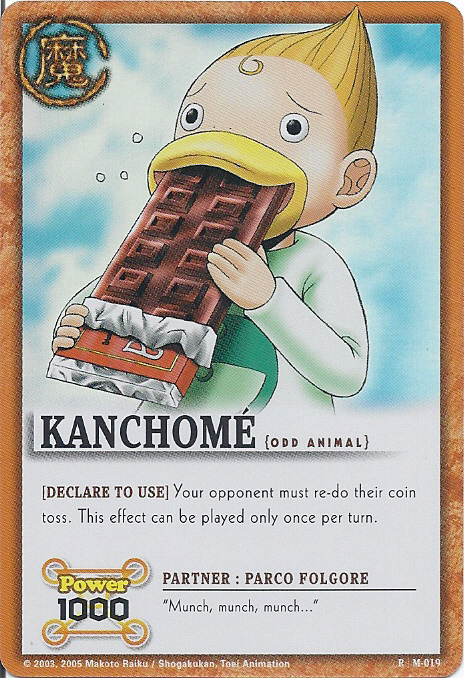 魔
KANCHOMÉ {ODD ANIMAL}
[DECLARE TO USE] Your opponent must re-do their coin
toss. This effect can be played only once per turn.
Power
1000
PARTNER : PARCO FOLGORE
"Munch, munch, munch..."
© 2003, 2005 Makoto Raiku / Shogakukan, Toei Animation
R M-019